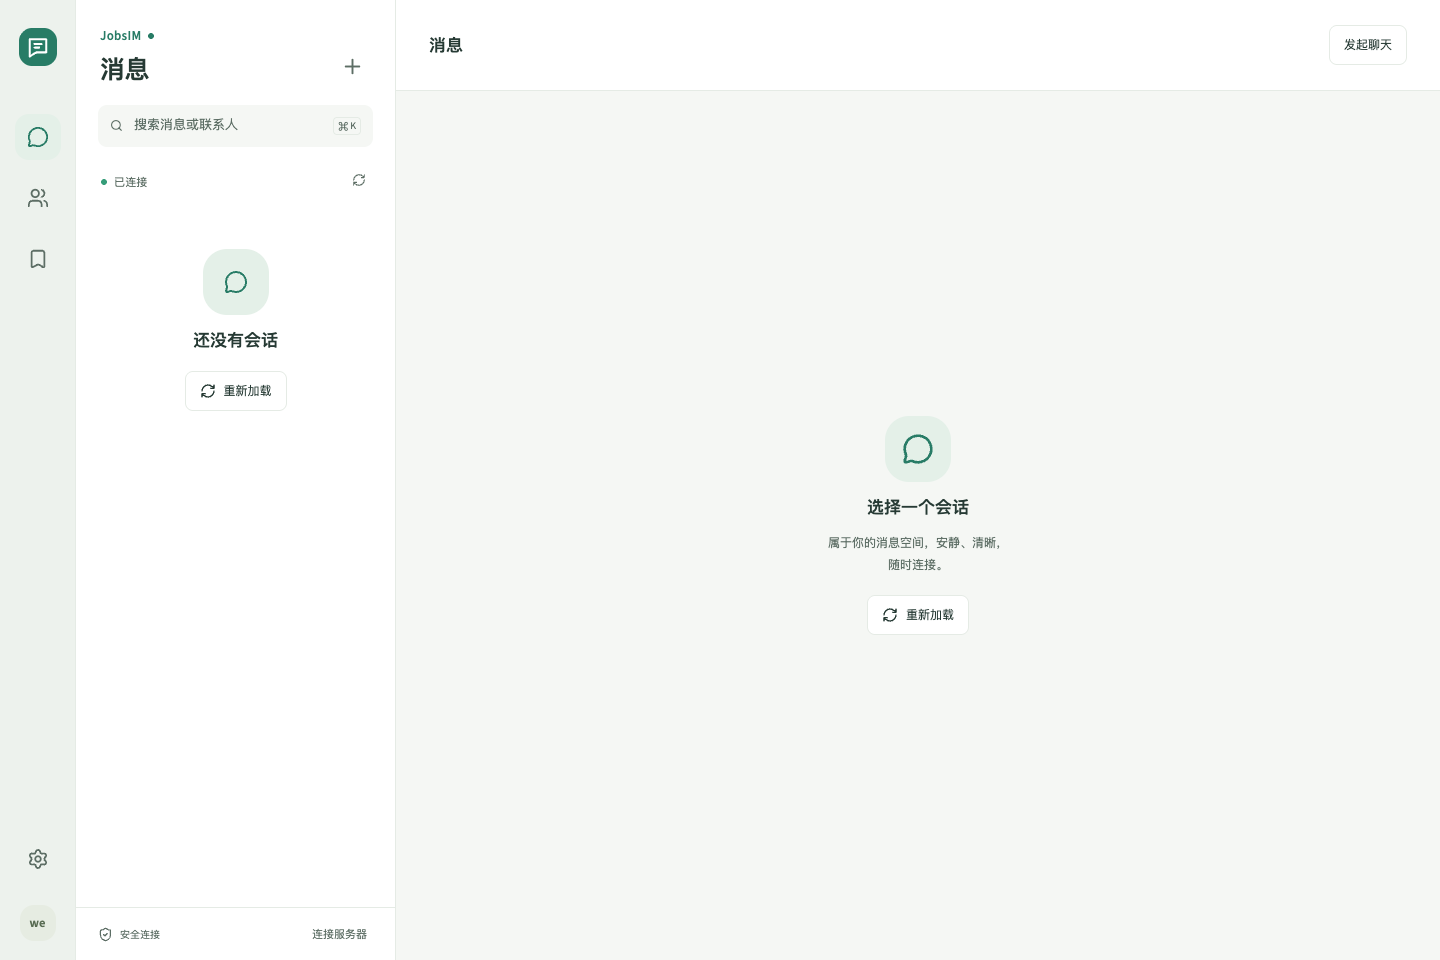 JobsIM
消息
搜索消息或联系人
⌘K
已连接
还没有会话
重新加载
安全连接
连接服务器
we
消息
发起聊天
选择一个会话
属于你的消息空间，安静、清晰，
随时连接。
重新加载